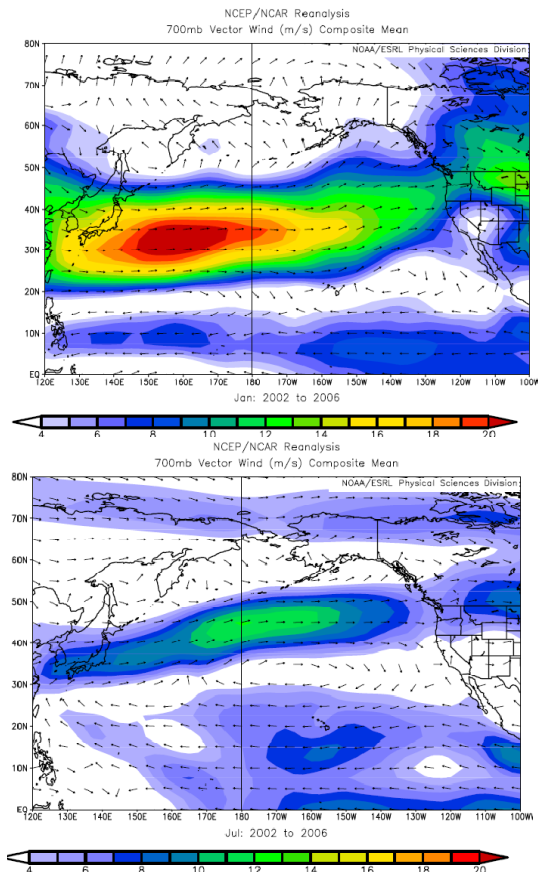 NCEP/NCAR Reanalysis
700mb Vector Wind (m/s) Composite Mean
NOAA/ESRL Physical Sciences Division
80N
70N
60N
50N
40N
30N
20N
10N
EQ
120E 130E 140E 150E 160E 170E 180 170W 160W 150W 140W 130W 120W 110W 100W
Jan: 2002 to 2006
4 6 8 10 12 14 16 18 20
NCEP/NCAR Reanalysis
700mb Vector Wind (m/s) Composite Mean
NOAA/ESRL Physical Sciences Division
80N
70N
60N
50N
40N
30N
20N
10N
EQ
120E 130E 140E 150E 160E 170E 180 170W 160W 150W 140W 130W 120W 110W 100W
Jul: 2002 to 2006
4 6 8 10 12 14 16 18 20